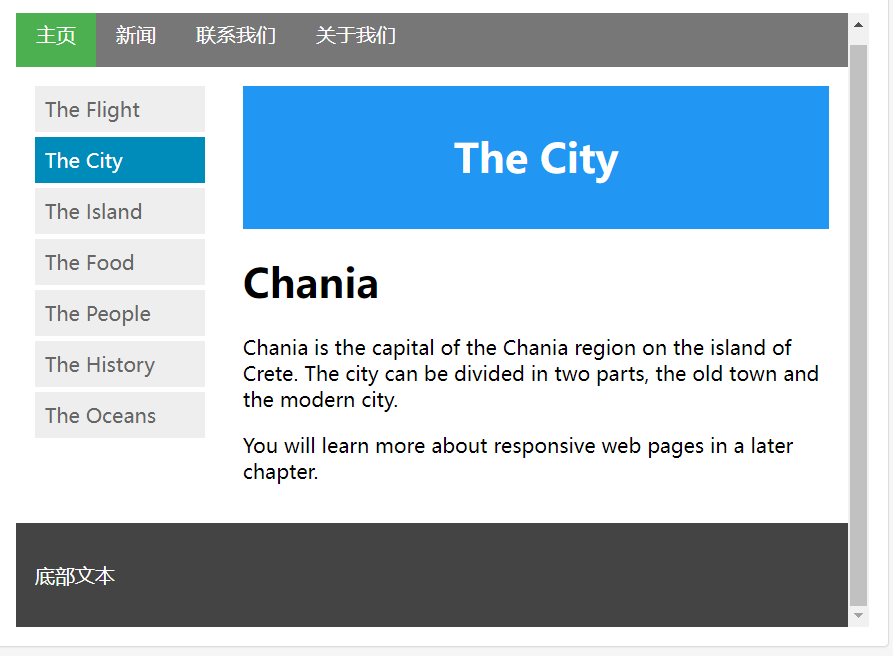 主页 新闻 联系我们 关于我们
The Flight
The City
The Island
The Food
The People
The History
The Oceans
The City
Chania
Chania is the capital of the Chania region on the island of
Crete. The city can be divided in two parts, the old town and
the modern city.
You will learn more about responsive web pages in a later
chapter.
底部文本